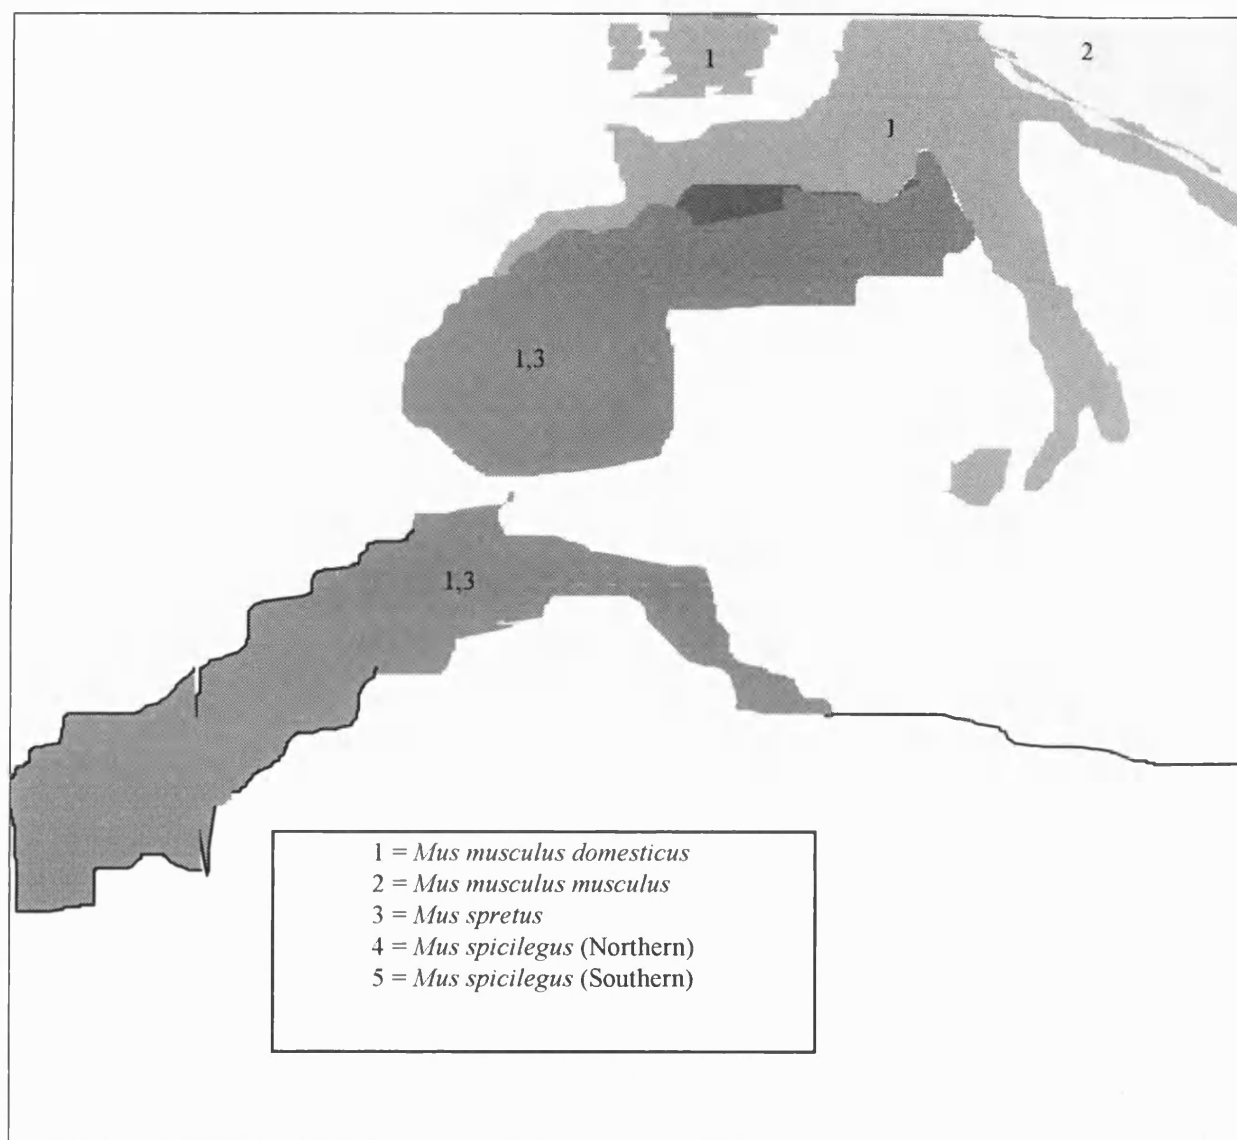 1
2
1
1,3
1,3
1 = Mus musculus domesticus
2 = Mus musculus musculus
3 = Mus spretus
4 = Mus spicilegus (Northern)
5 = Mus spicilegus (Southern)